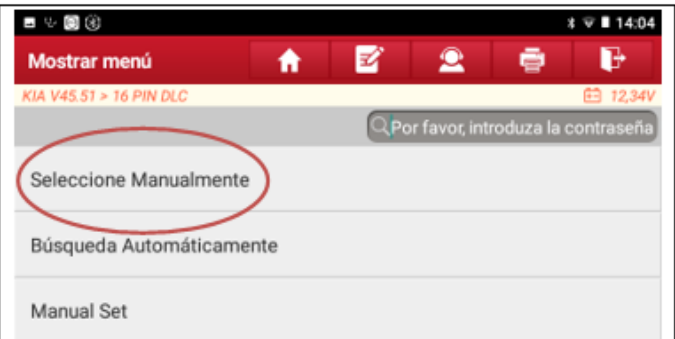 14:04
Mostrar menú
KIA V45.51 > 16 PIN DLC
12,34V
Por favor, introduza la contraseña
Seleccione Manualmente
Búsqueda Automáticamente
Manual Set